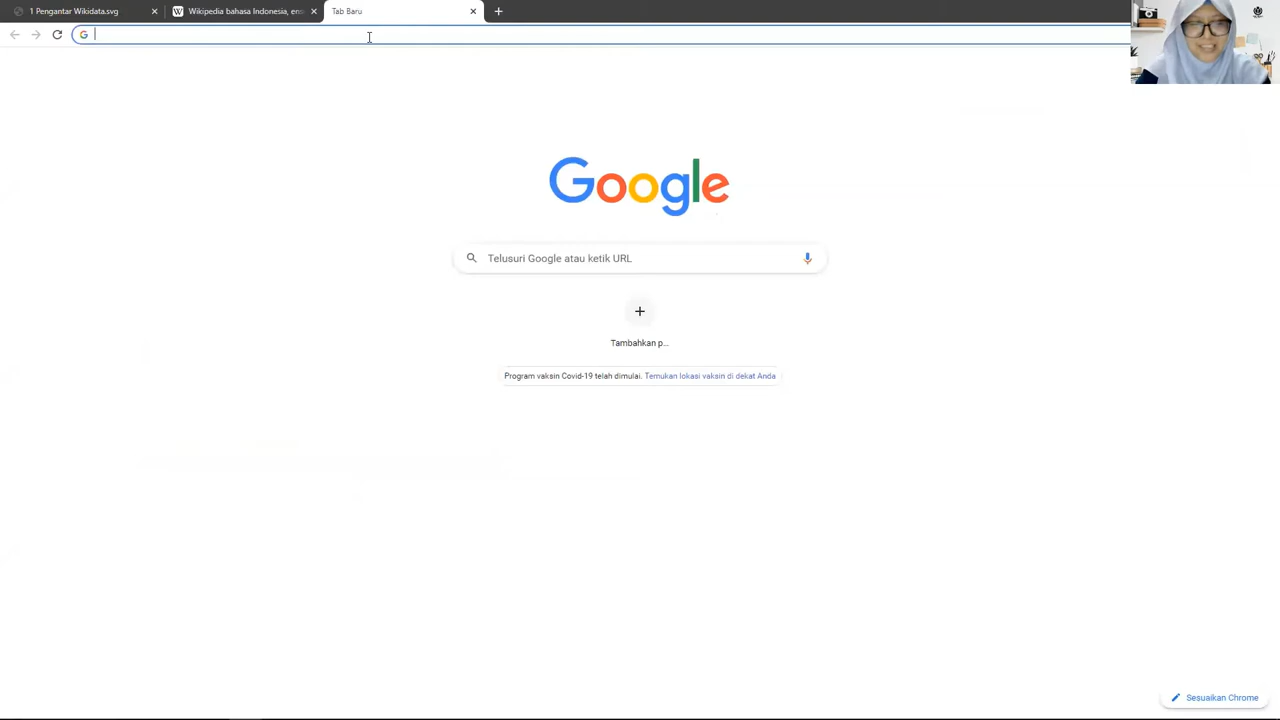 1 Pengantar Wikidata.svg
Wikipedia bahasa Indonesia, en
Tab Baru
Google
Telusuri Google atau ketik URL
Tambahkan p...
Program vaksin Covid-19 telah dimulai. Temukan lokasi vaksin di dekat Anda
Sesuaikan Chrome